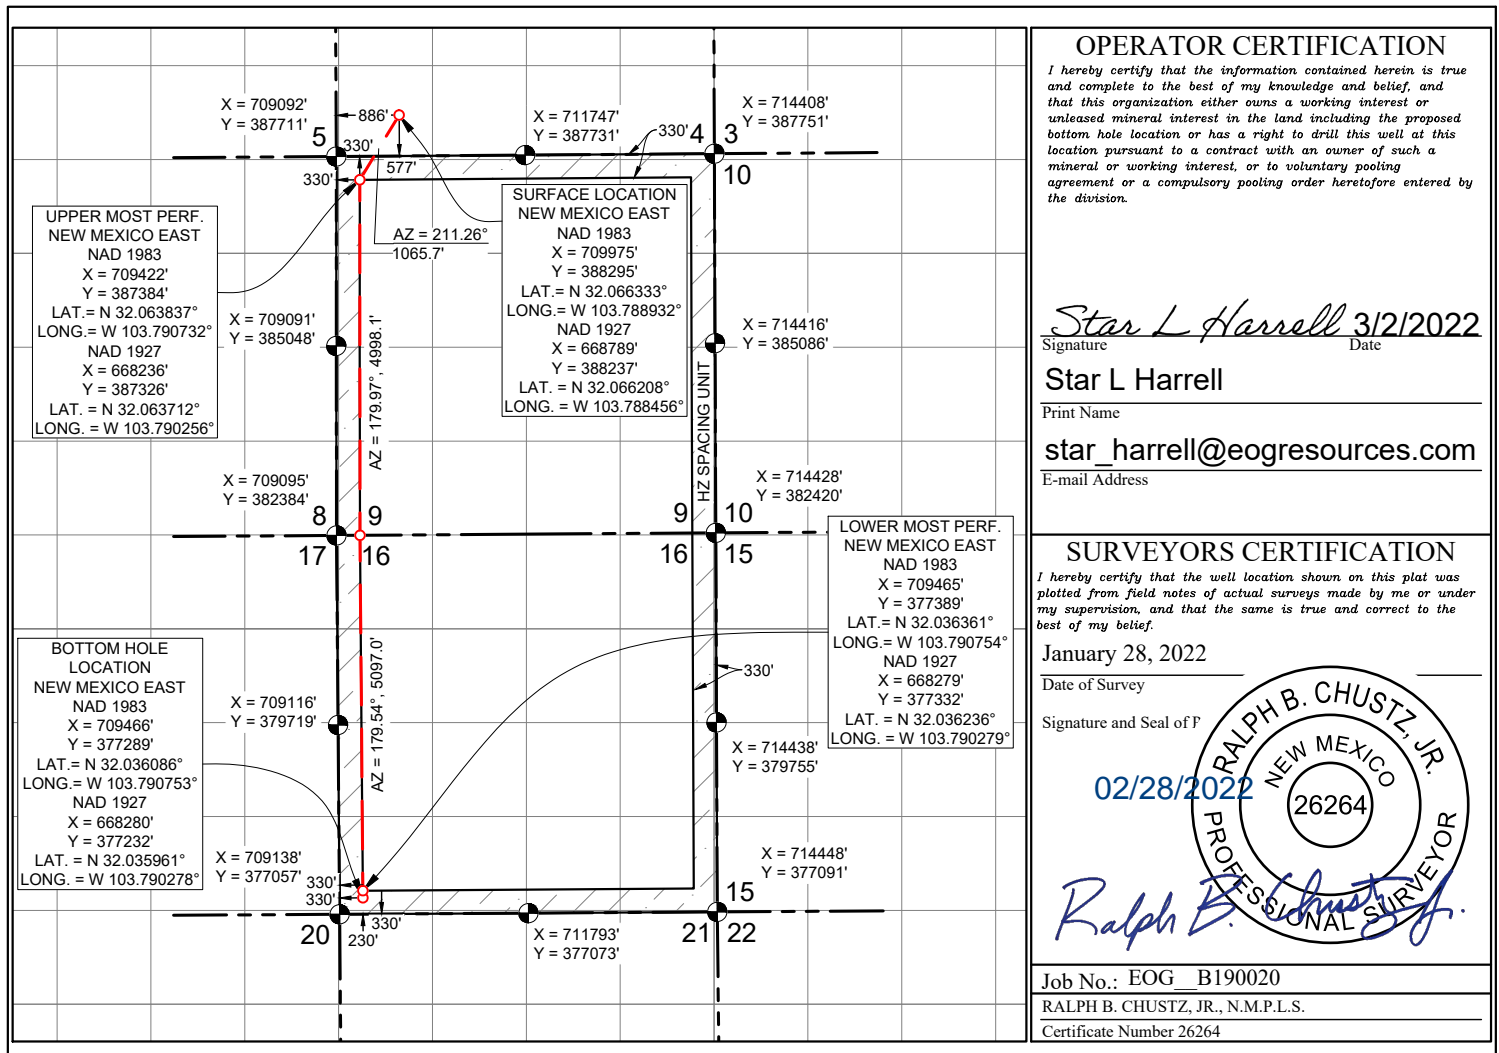 X = 709092'
Y = 387711'
886'
X = 711747'
Y = 387731'
330'
X = 714408'
Y = 387751'
5
4
3
10
330'
577'
330'
UPPER MOST PERF.
NEW MEXICO EAST
NAD 1983
X = 709422'
Y = 387384'
LAT.= N 32.063837°
LONG.= W 103.790732°
NAD 1927
X = 668236'
Y = 387326'
LAT. = N 32.063712°
LONG. = W 103.790256°
AZ = 211.26°
1065.7'
SURFACE LOCATION
NEW MEXICO EAST
NAD 1983
X = 709975'
Y = 388295'
LAT.= N 32.066333°
LONG.= W 103.788932°
NAD 1927
X = 668789'
Y = 388237'
LAT. = N 32.066208°
LONG. = W 103.788456°
X = 709091'
Y = 385048'
X = 714416'
Y = 385086'
AZ = 179.97°, 4998.1'
HZ SPACING UNIT
X = 709095'
Y = 382384'
X = 714428'
Y = 382420'
8
9
17
16
9
10
16
15
LOWER MOST PERF.
NEW MEXICO EAST
NAD 1983
X = 709465'
Y = 377389'
LAT.= N 32.036361°
LONG.= W 103.790754°
NAD 1927
X = 668279'
Y = 377332'
LAT. = N 32.036236°
LONG. = W 103.790279°
BOTTOM HOLE
LOCATION
NEW MEXICO EAST
NAD 1983
X = 709466'
Y = 377289'
LAT.= N 32.036086°
LONG.= W 103.790753°
NAD 1927
X = 668280'
Y = 377232'
LAT. = N 32.035961°
LONG. = W 103.790278°
X = 709116'
Y = 379719'
AZ = 179.54°, 5097.0'
330'
X = 714438'
Y = 379755'
X = 709138'
Y = 377057'
X = 714448'
Y = 377091'
330'
330'
330'
230'
20
15
21
22
X = 711793'
Y = 377073'
OPERATOR CERTIFICATION
I hereby certify that the information contained herein is true
and complete to the best of my knowledge and belief, and
that this organization either owns a working interest or
unleased mineral interest in the land including the proposed
bottom hole location or has a right to drill this well at this
location pursuant to a contract with an owner of such a
mineral or working interest, or to voluntary pooling
agreement or a compulsory pooling order heretofore entered by
the division.
Star L Harrell 3/2/2022
Signature Date
Star L Harrell
Print Name
star_harrell@eogresources.com
E-mail Address
SURVEYORS CERTIFICATION
I hereby certify that the well location shown on this plat was
plotted from field notes of actual surveys made by me or under
my supervision, and that the same is true and correct to the
best of my belief.
January 28, 2022
Date of Survey
Signature and Seal of P
02/28/2022
RALPH B. CHUSTZ, JR.
NEW MEXICO
26264
PROFESSIONAL SURVEYOR
Ralph B. Chustz Jr.
Job No.: EOG__B190020
RALPH B. CHUSTZ, JR., N.M.P.L.S.
Certificate Number 26264